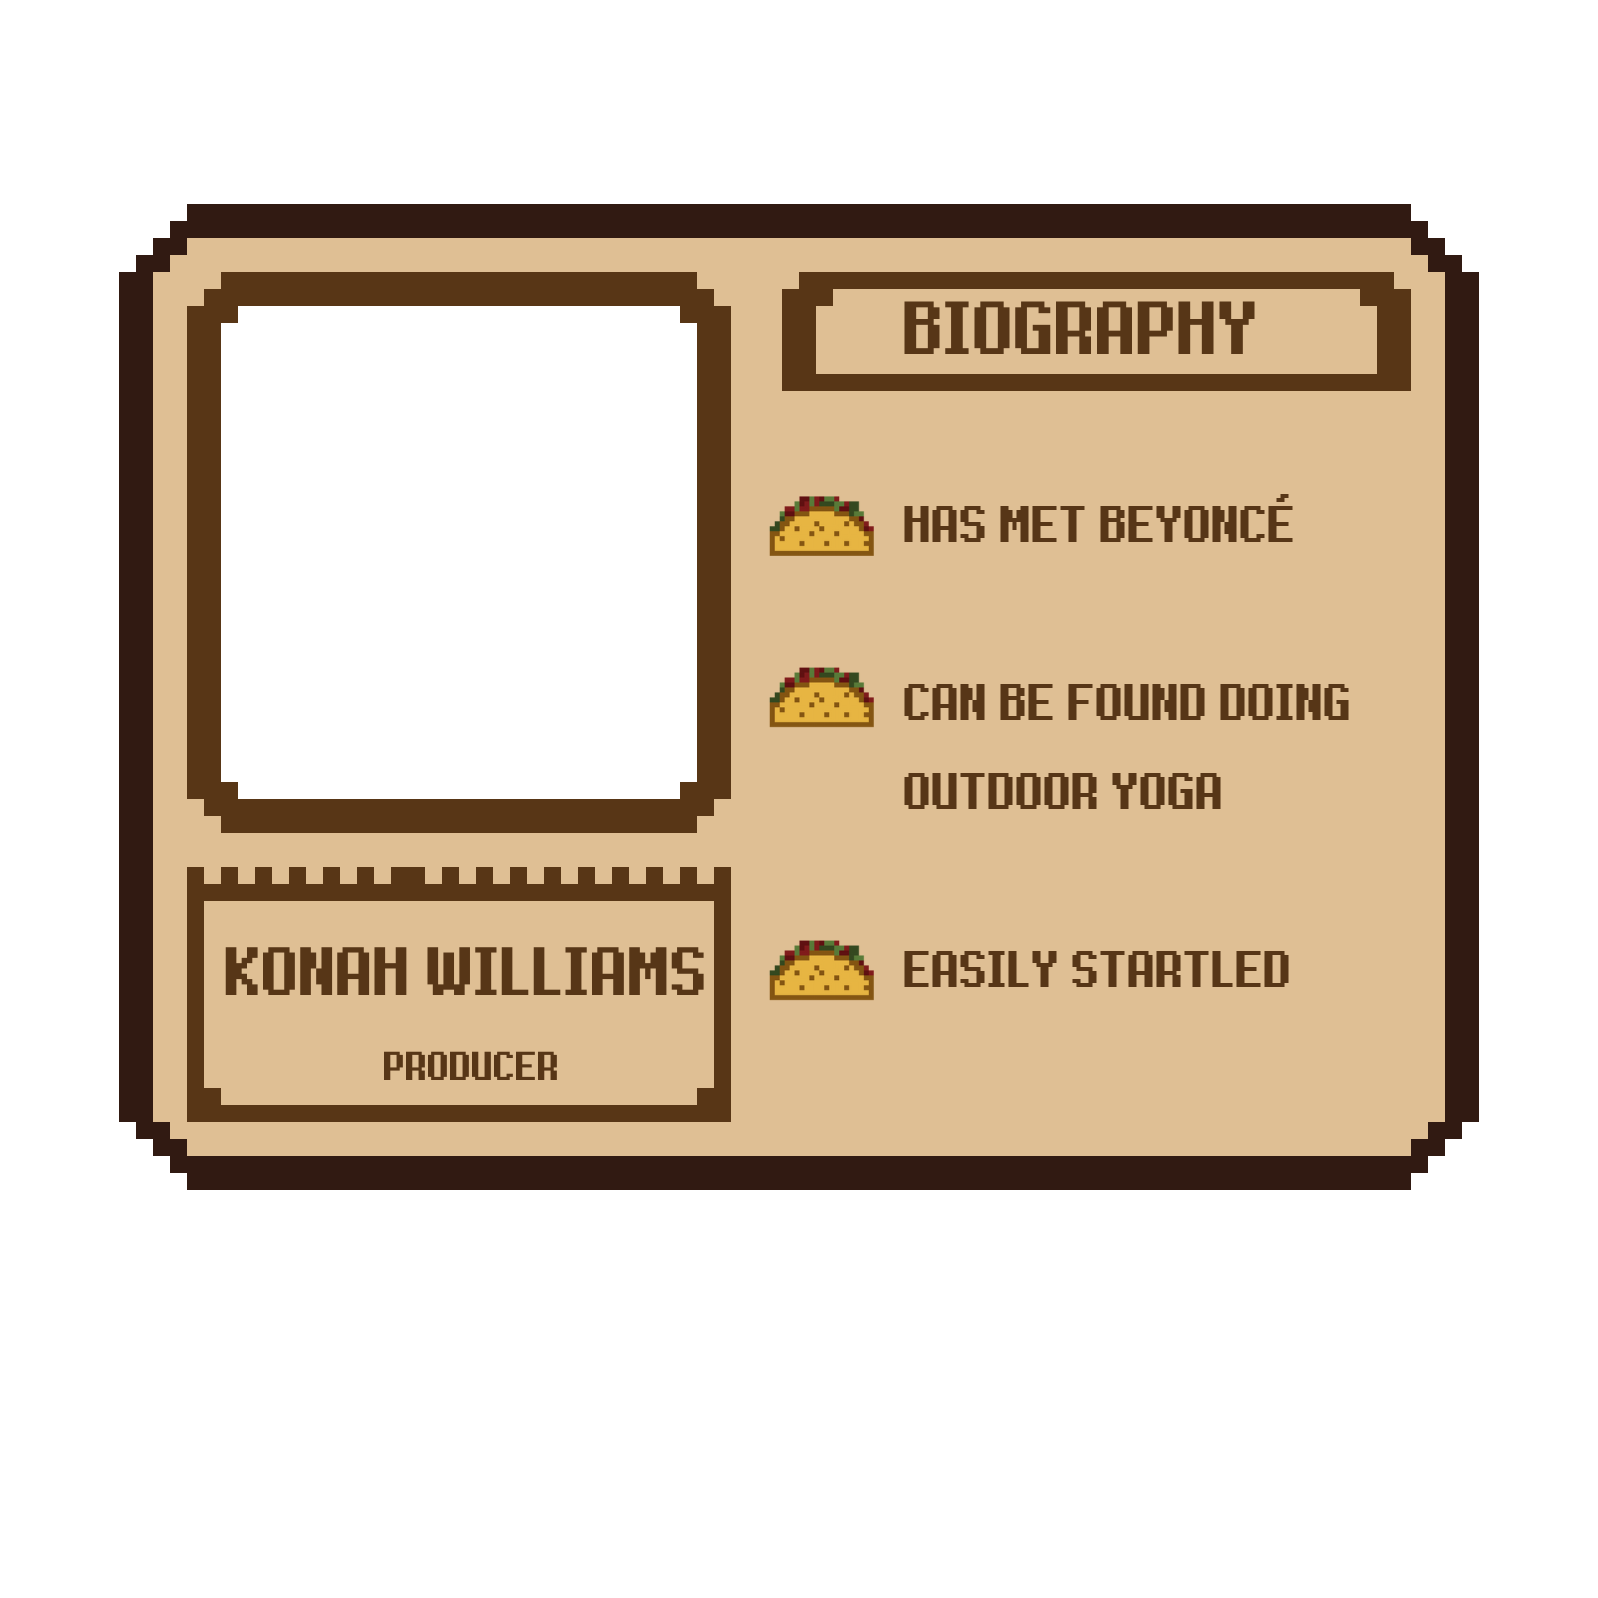 BIOGRAPHY
HAS MET BEYONCÉ
CAN BE FOUND DOING
OUTDOOR YOGA
EASILY STARTLED
KONAH WILLIAMS
PRODUCER